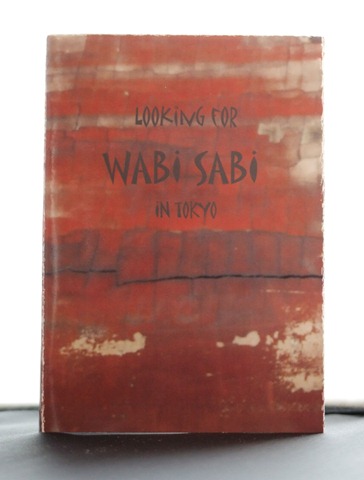 LOOKING FOR
WABI SABI
IN TOKYO